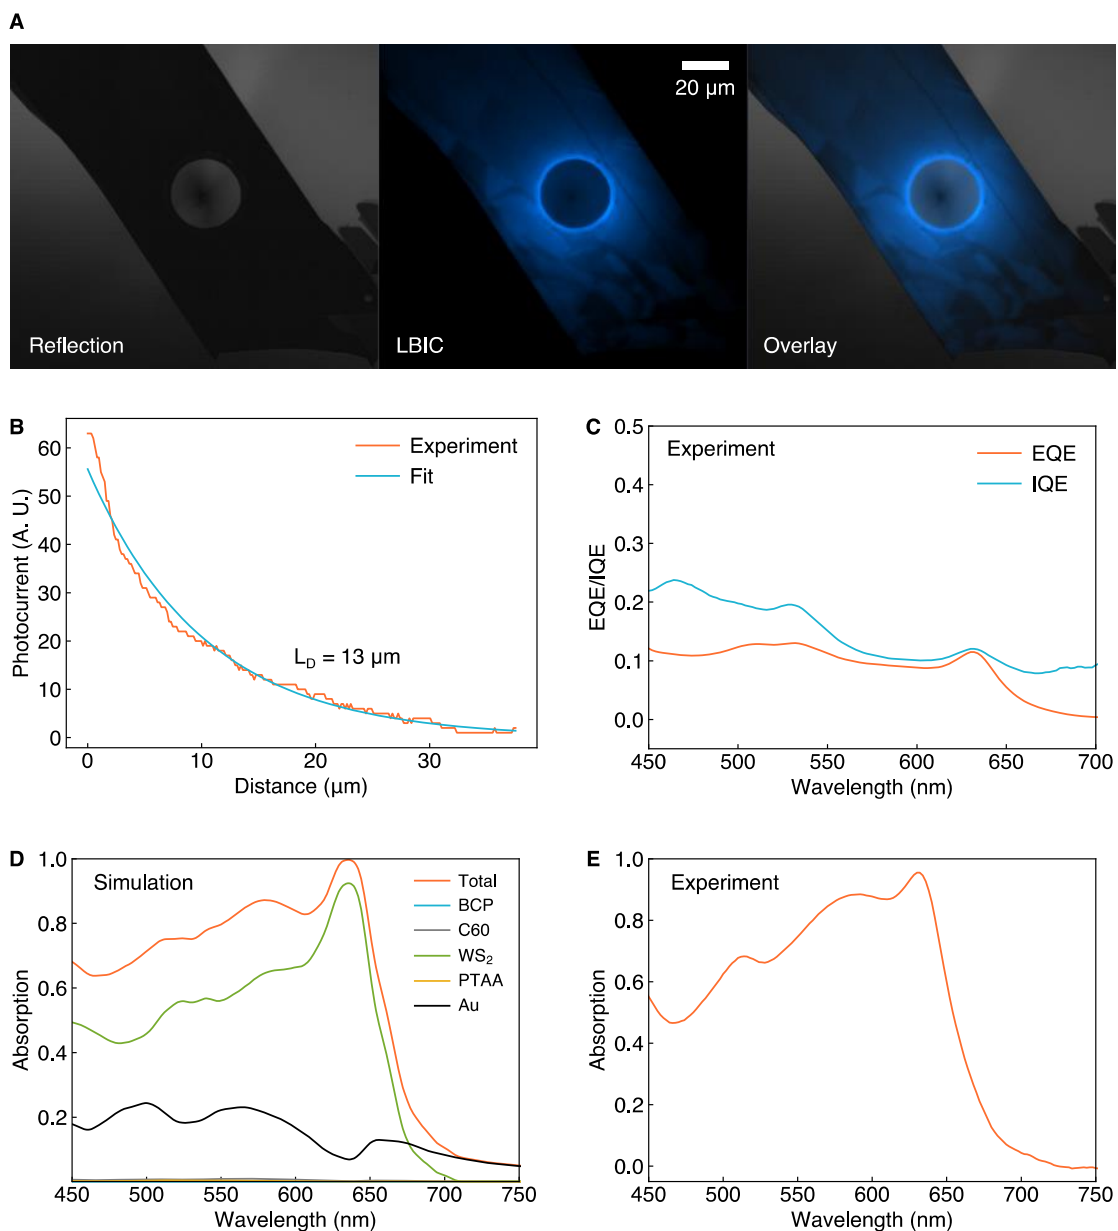 A
20 µm
Reflection
LBIC
Overlay
B
60
50
40
30
20
10
0
0
10
20
30
Photocurrent (A. U.)
Distance (µm)
Experiment
Fit
L_D = 13 µm
C
0.5
0.4
0.3
0.2
0.1
0.0
450
500
550
600
650
700
EQE/IQE
Wavelength (nm)
Experiment
EQE
IQE
D
1.0
0.8
0.6
0.4
0.2
450
500
550
600
650
700
750
Absorption
Wavelength (nm)
Simulation
Total
BCP
C60
WS₂
PTAA
Au
E
1.0
0.8
0.6
0.4
0.2
0.0
450
500
550
600
650
700
750
Absorption
Wavelength (nm)
Experiment